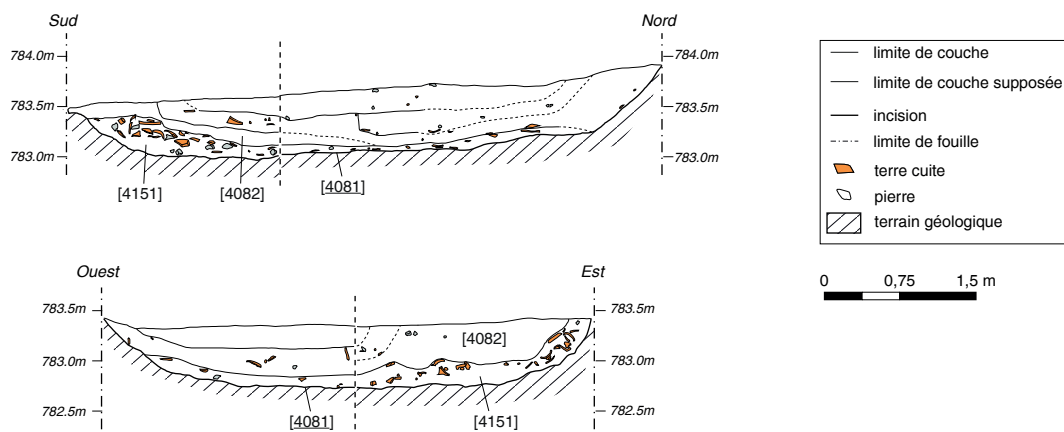 Sud
Nord
784.0m
784.0m
783.5m
783.5m
783.0m
783.0m
[4151]
[4082]
[4081]
Ouest
Est
783.5m
783.5m
[4082]
783.0m
783.0m
782.5m
782.5m
[4081]
[4151]
limite de couche
limite de couche supposée
incision
limite de fouille
terre cuite
pierre
terrain géologique
0
0,75
1,5 m